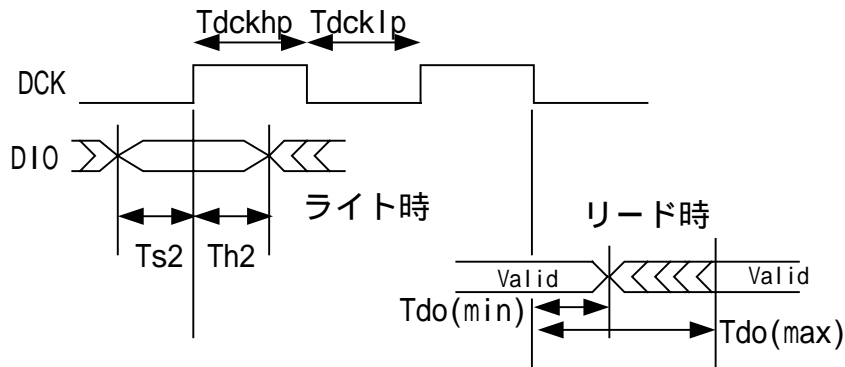 Tdckhp Tdcklp
DCK
DIO
ライト時
リード時
Ts2 Th2
Valid Valid
Tdo(min)
Tdo(max)